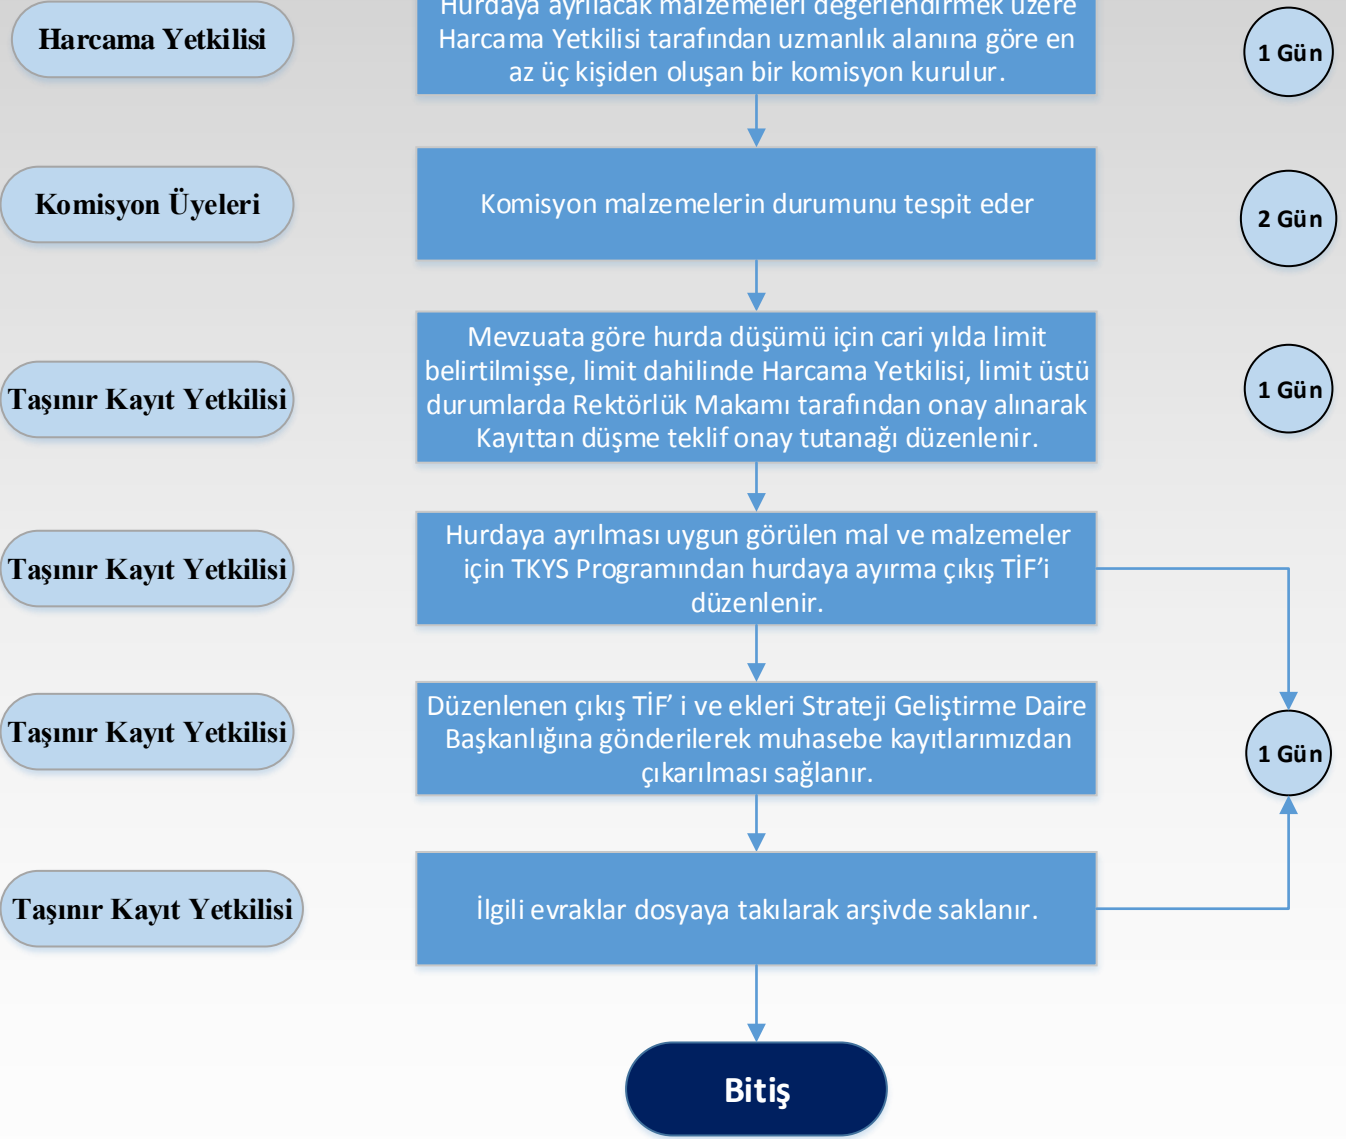 Harcama Yetkilisi
Hurdaya ayrılacak malzemeleri değerlendirmek üzere
Harcama Yetkilisi tarafından uzmanlık alanına göre en
az üç kişiden oluşan bir komisyon kurulur.
1 Gün
Komisyon Üyeleri
Komisyon malzemelerin durumunu tespit eder
2 Gün
Taşınır Kayıt Yetkilisi
Mevzuata göre hurda düşümü için cari yılda limit
belirtilmişse, limit dahilinde Harcama Yetkilisi, limit üstü
durumlarda Rektörlük Makamı tarafından onay alınarak
Kayıttan düşme teklif onay tutanağı düzenlenir.
1 Gün
Taşınır Kayıt Yetkilisi
Hurdaya ayrılması uygun görülen mal ve malzemeler
için TKYS Programından hurdaya ayırma çıkış TİF’i
düzenlenir.
Taşınır Kayıt Yetkilisi
Düzenlenen çıkış TİF’ i ve ekleri Strateji Geliştirme Daire
Başkanlığına gönderilerek muhasebe kayıtlarımızdan
çıkarılması sağlanır.
1 Gün
Taşınır Kayıt Yetkilisi
İlgili evraklar dosyaya takılarak arşivde saklanır.
Bitiş